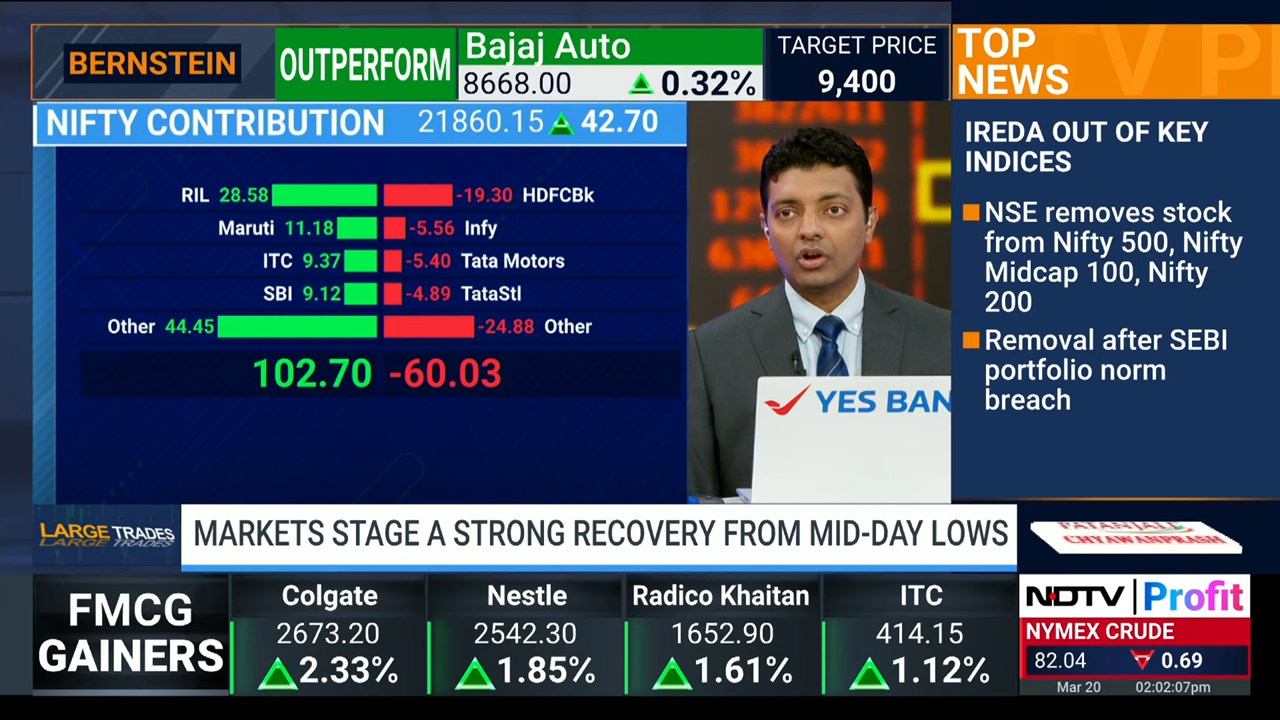 BERNSTEIN
OUTPERFORM
Bajaj Auto
8668.00 ▲ 0.32%
TARGET PRICE
9,400
TOP
NEWS
NIFTY CONTRIBUTION 21860.15 ▲ 42.70
RIL 28.58 -19.30 HDFCBk
Maruti 11.18 -5.56 Infy
ITC 9.37 -5.40 Tata Motors
SBI 9.12 -4.89 TataStl
Other 44.45 -24.88 Other
102.70 -60.03
YES BAN
IREDA OUT OF KEY
INDICES
NSE removes stock
from Nifty 500, Nifty
Midcap 100, Nifty
200
Removal after SEBI
portfolio norm
breach
LARGE TRADES
MARKETS STAGE A STRONG RECOVERY FROM MID-DAY LOWS
PATANJALI
CHYAWANPRASH
FMCG
GAINERS
Colgate
2673.20
▲2.33%
Nestle
2542.30
▲1.85%
Radico Khaitan
1652.90
▲1.61%
ITC
414.15
▲1.12%
NDTV Profit
NYMEX CRUDE
82.04 ▼ 0.69
Mar 20 02:02:07pm